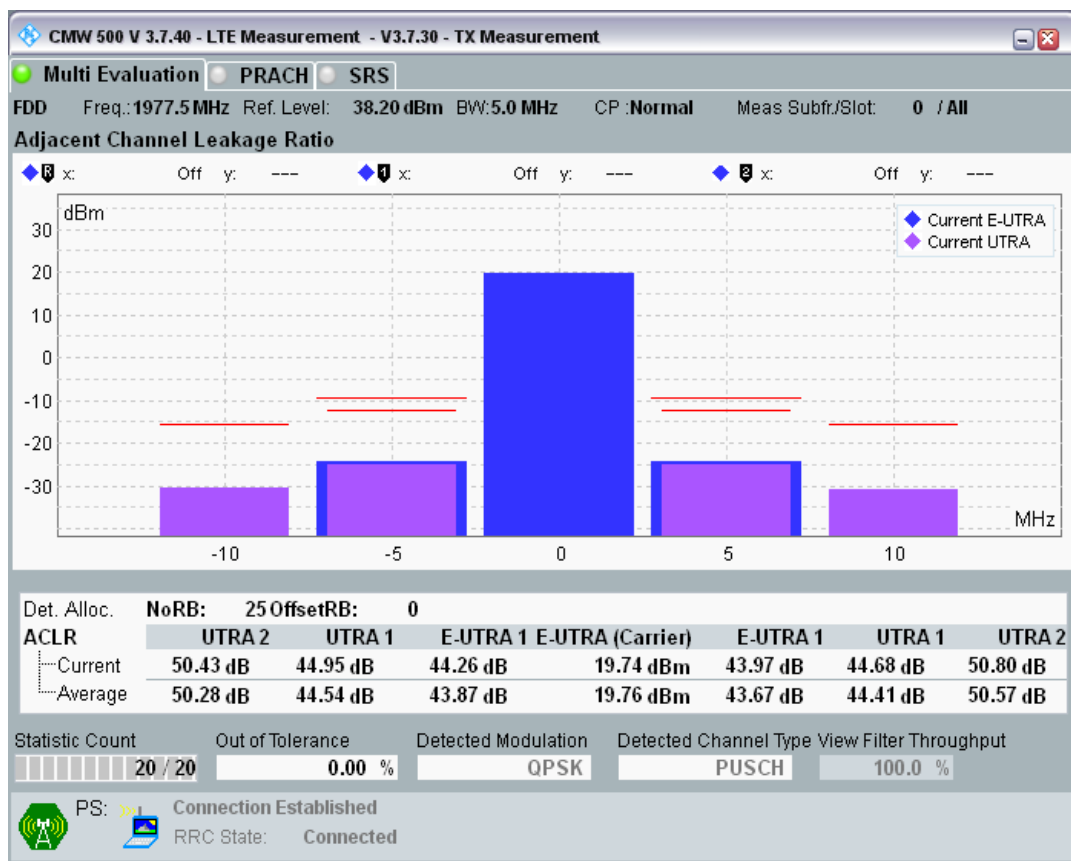 CMW 500 V 3.7.40 - LTE Measurement - V3.7.30 - TX Measurement
Multi Evaluation PRACH SRS
FDD Freq.: 1977.5 MHz Ref. Level: 38.20 dBm BW: 5.0 MHz CP : Normal Meas Subfr./Slot: 0 / All
Adjacent Channel Leakage Ratio
R x: Off y: --- 1 x: Off y: --- 2 x: Off y: ---
dBm
Current E-UTRA
Current UTRA
30
20
10
0
-10
-20
-30
MHz
-10 -5 0 5 10
Det. Alloc. NoRB: 25 OffsetRB: 0
ACLR UTRA 2 UTRA 1 E-UTRA 1 E-UTRA (Carrier) E-UTRA 1 UTRA 1 UTRA 2
Current 50.43 dB 44.95 dB 44.26 dB 19.74 dBm 43.97 dB 44.68 dB 50.80 dB
Average 50.28 dB 44.54 dB 43.87 dB 19.76 dBm 43.67 dB 44.41 dB 50.57 dB
Statistic Count Out of Tolerance Detected Modulation Detected Channel Type View Filter Throughput
20 / 20 0.00 % QPSK PUSCH 100.0 %
PS: Connection Established
RRC State: Connected